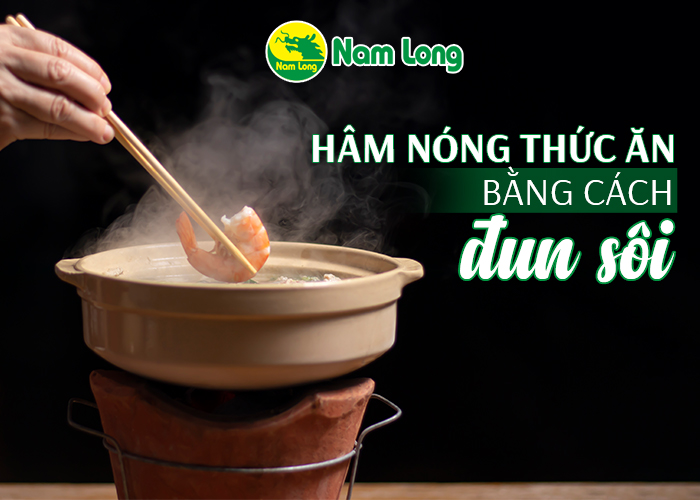 Nam Long
Nam Long
HÂM NÓNG THỨC ĂN
BẰNG CÁCH
đun sôi